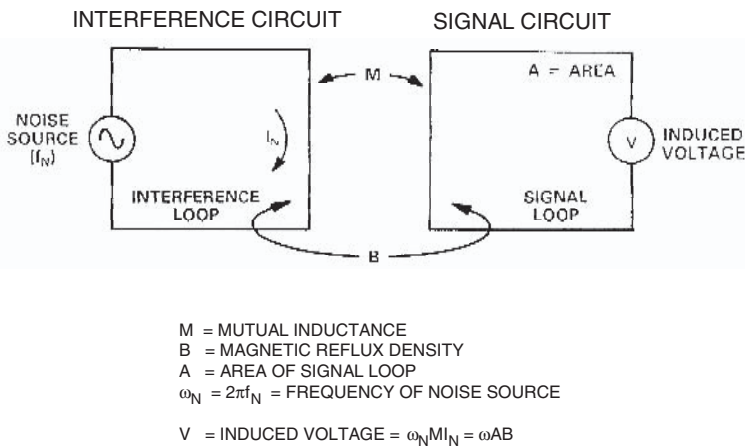 INTERFERENCE CIRCUIT
SIGNAL CIRCUIT
M
A = AREA
NOISE
SOURCE
(fN)
IN
V
INDUCED
VOLTAGE
INTERFERENCE
LOOP
SIGNAL
LOOP
B
M = MUTUAL INDUCTANCE
B = MAGNETIC REFLUX DENSITY
A = AREA OF SIGNAL LOOP
ωN = 2πfN = FREQUENCY OF NOISE SOURCE
V = INDUCED VOLTAGE = ωNMIN = ωAB